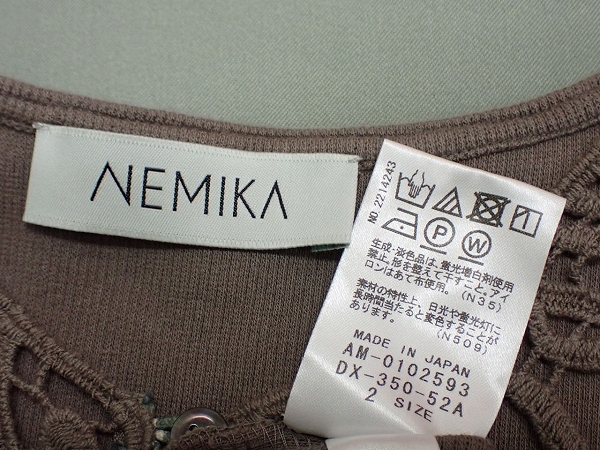 NEMIKA
NO.2214243
P W
生成・淡色品は、蛍光増白剤使用
禁止。形を整えて干すこと。アイ
ロンはあて布使用。 (N35)
素材の特性上、日光や蛍光灯に
長時間当たると変色することが
あります。 (N509)
MADE IN JAPAN
AM-0102593
DX-350-52A
2 SIZE